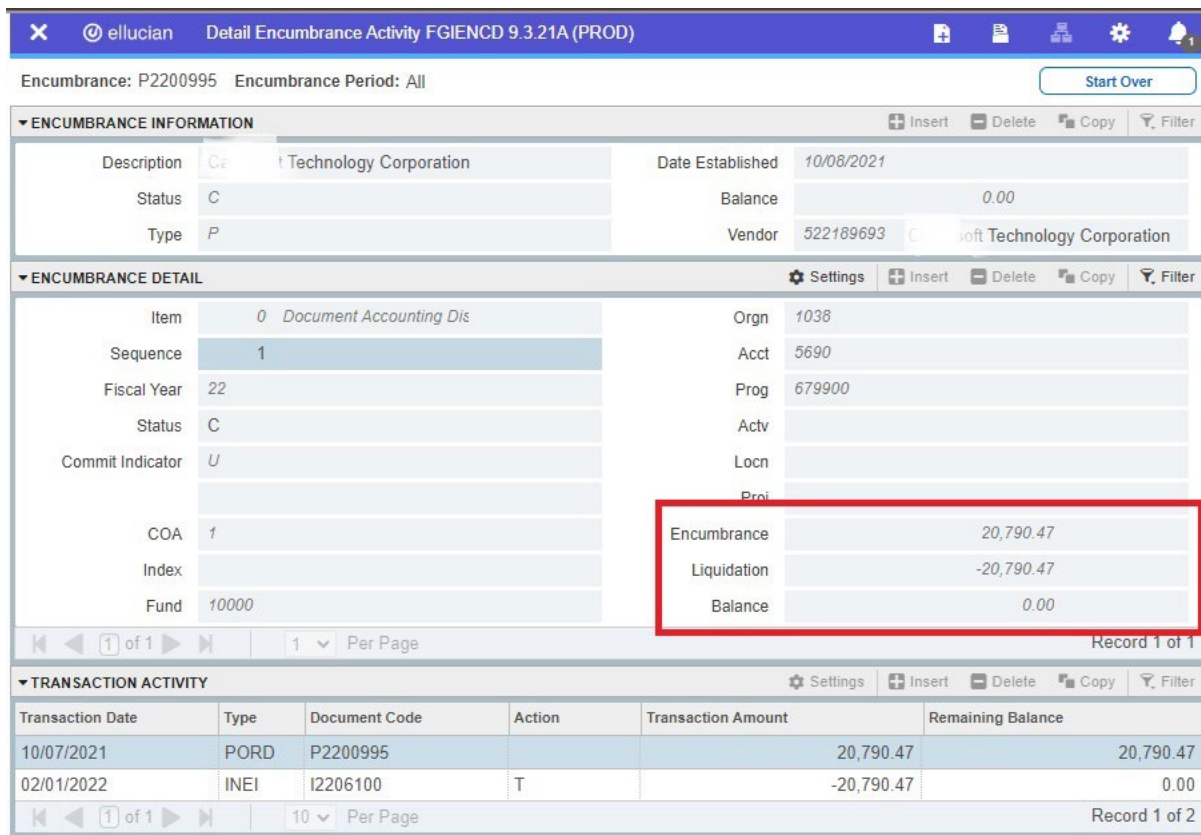 ellucian Detail Encumbrance Activity FGIENCD 9.3.21A (PROD) 1
Encumbrance: P2200995 Encumbrance Period: All Start Over
ENCUMBRANCE INFORMATION Insert Delete Copy Filter
Description Technology Corporation Date Established 10/08/2021
Status C Balance 0.00
Type P Vendor 522189693 Technology Corporation
ENCUMBRANCE DETAIL Settings Insert Delete Copy Filter
Item 0 Document Accounting Dis Orgn 1038
Sequence 1 Acct 5690
Fiscal Year 22 Prog 679900
Status C Actv
Commit Indicator U Locn
Proj
COA 1 Encumbrance 20,790.47
Index Liquidation -20,790.47
Fund 10000 Balance 0.00
1 of 1 1 Per Page Record 1 of 1
TRANSACTION ACTIVITY Settings Insert Delete Copy Filter
Transaction Date Type Document Code Action Transaction Amount Remaining Balance
10/07/2021 PORD P2200995 20,790.47 20,790.47
02/01/2022 INEI I2206100 T -20,790.47 0.00
1 of 1 10 Per Page Record 1 of 2